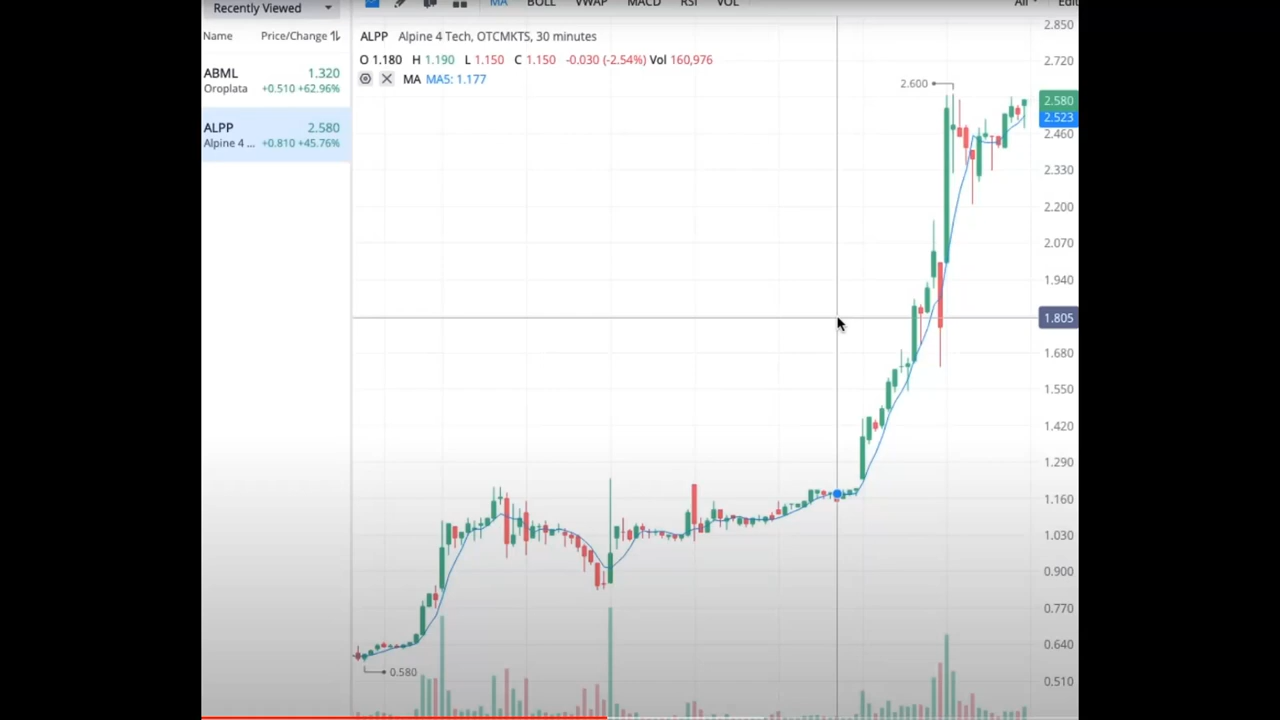 Recently Viewed
MA BOLL VWAP MACD RSI VOL All Edit
Name Price/Change
ABML 1.320
Oroplata +0.510 +62.96%
ALPP 2.580
Alpine 4 ... +0.810 +45.76%
ALPP Alpine 4 Tech, OTCMKTS, 30 minutes
O 1.180 H 1.190 L 1.150 C 1.150 -0.030 (-2.54%) Vol 160,976
MA MA5: 1.177
2.600
0.580
2.850
2.720
2.580
2.523
2.460
2.330
2.200
2.070
1.940
1.805
1.680
1.550
1.420
1.290
1.160
1.030
0.900
0.770
0.640
0.510